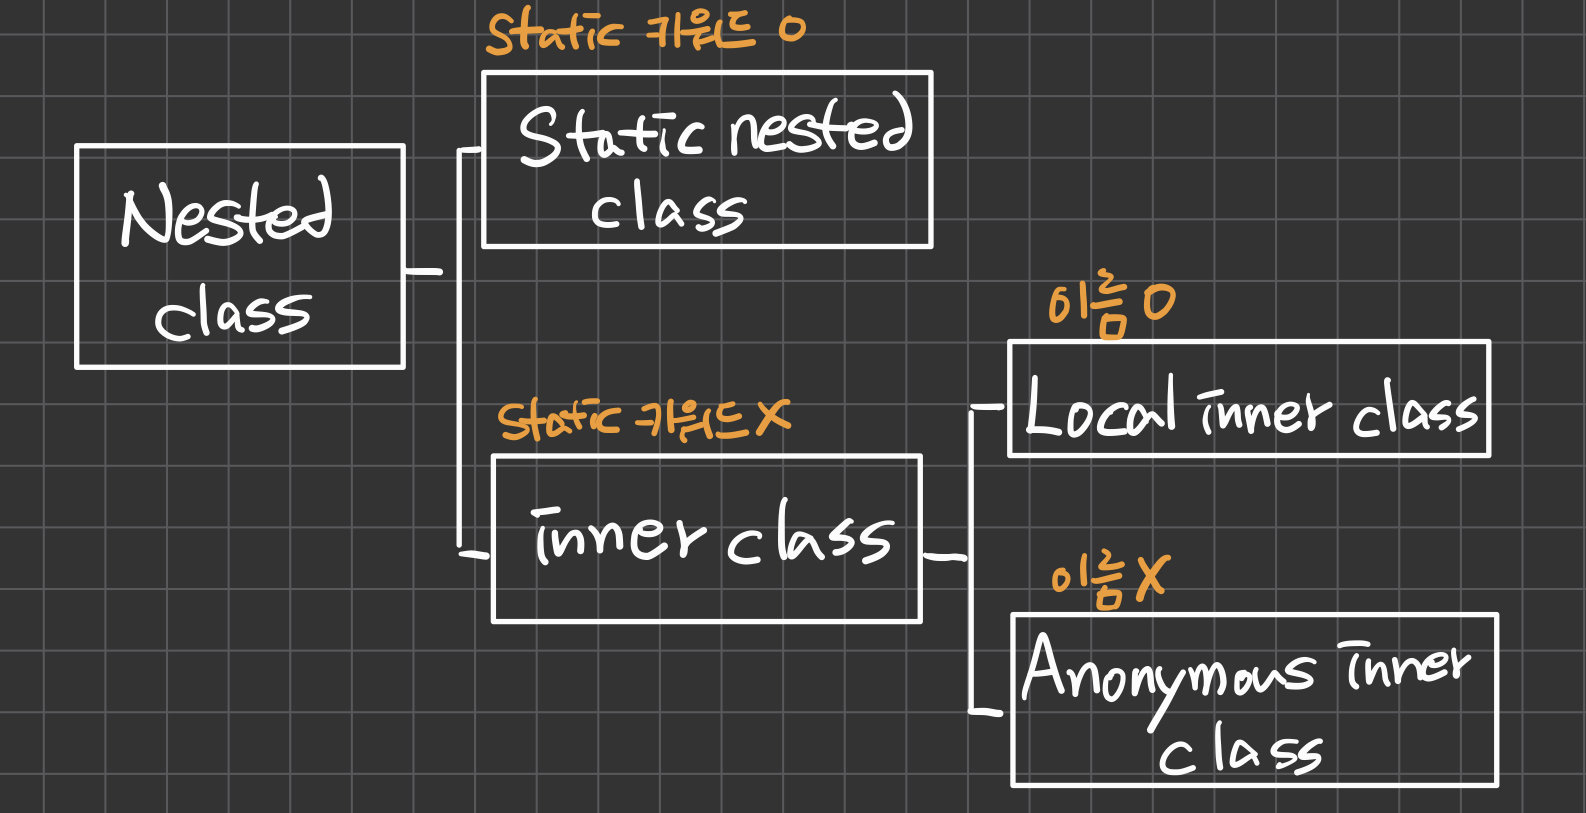 Static 키워드 O
Static nested
class
Nested
class
이름 O
Local inner class
Static 키워드 X
inner class
이름 X
Anonymous inner
class